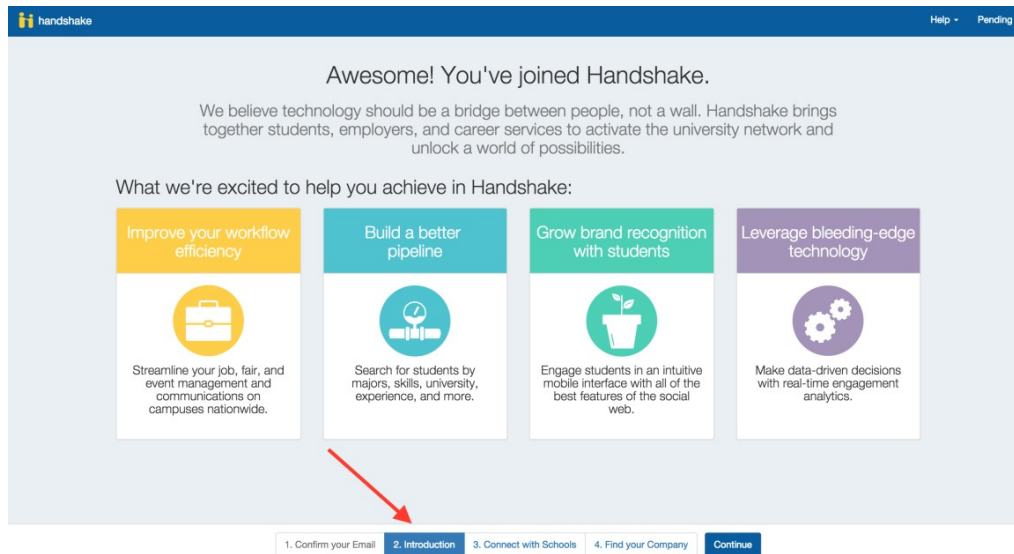 handshake
Help
Pending
Awesome! You've joined Handshake.
We believe technology should be a bridge between people, not a wall. Handshake brings
together students, employers, and career services to activate the university network and
unlock a world of possibilities.
What we're excited to help you achieve in Handshake:
Improve your workflow
efficiency
Streamline your job, fair, and
event management and
communications on
campuses nationwide.
Build a better
pipeline
Search for students by
majors, skills, university,
experience, and more.
Grow brand recognition
with students
Engage students in an intuitive
mobile interface with all of the
best features of the social
web.
Leverage bleeding-edge
technology
Make data-driven decisions
with real-time engagement
analytics.
1. Confirm your Email
2. Introduction
3. Connect with Schools
4. Find your Company
Continue